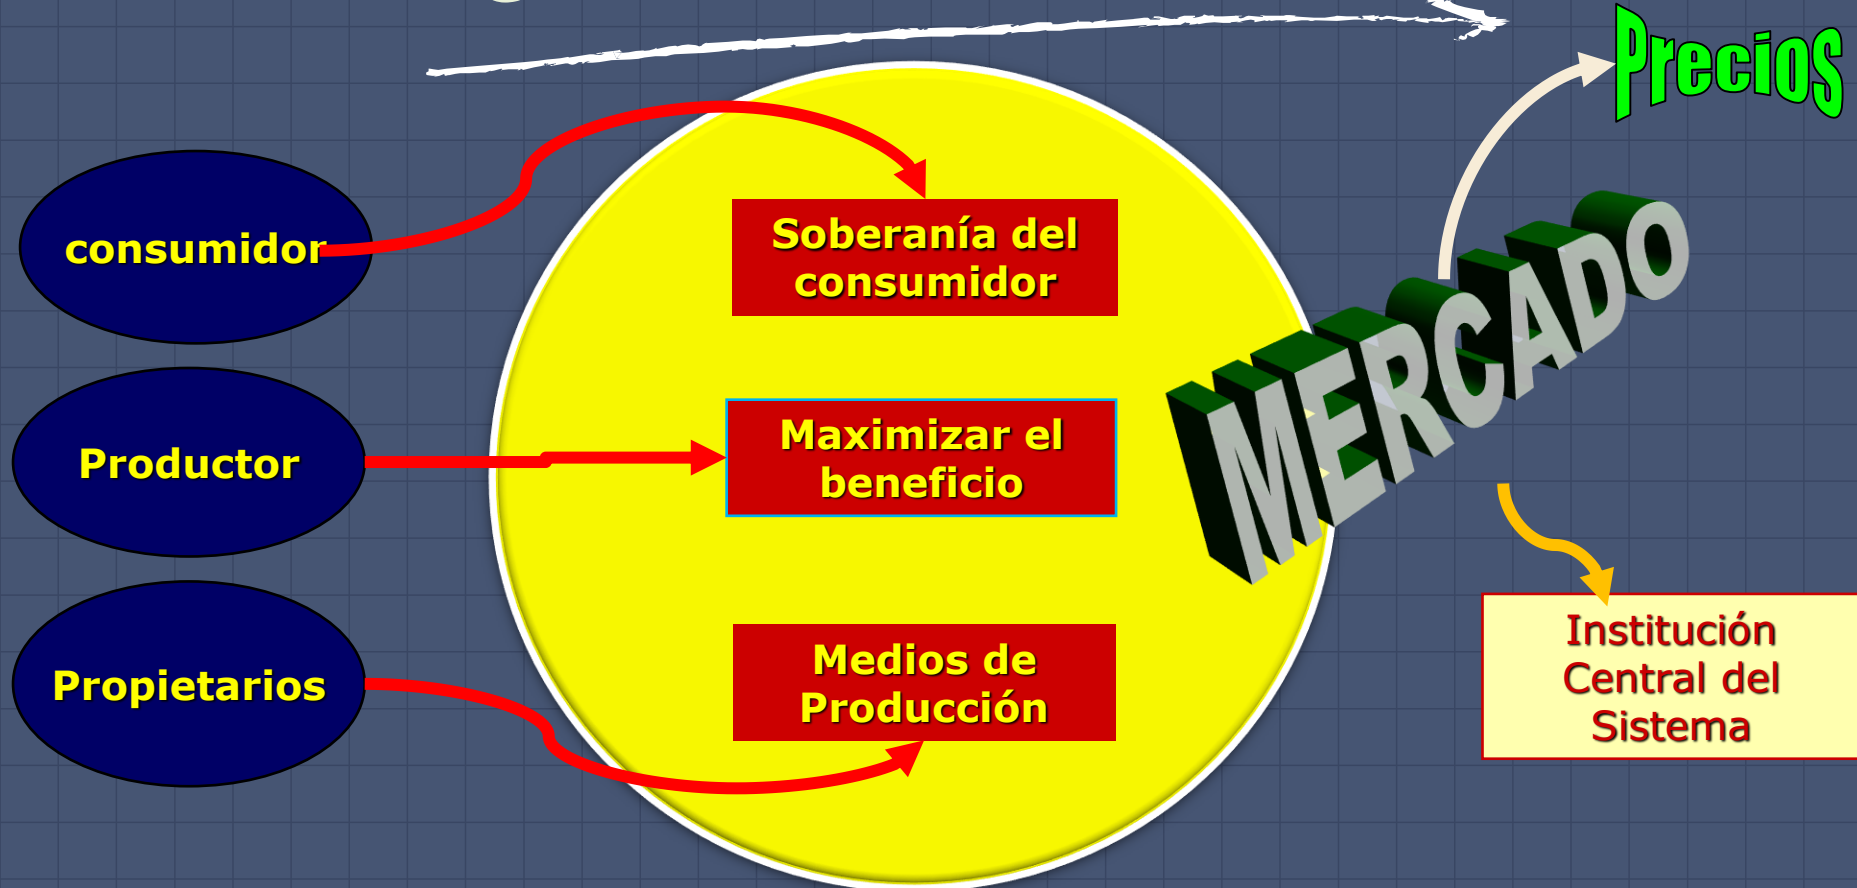 Precios
consumidor
Soberanía del
consumidor
MERCADO
Productor
Maximizar el
beneficio
Propietarios
Medios de
Producción
Institución
Central del
Sistema